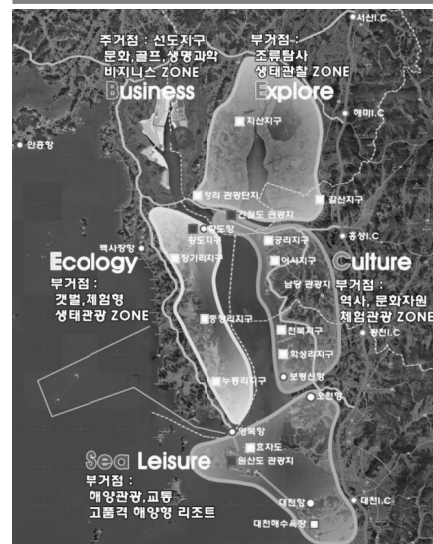 서산I.C
주거점 : 선도지구
문화,골프,생명과학
비지니스 ZONE
Business
부거점 :
조류탐사
생태관찰 ZONE
Explore
지산지구
해미I.C
안흥항
갈산지구
간월도 관광지
창도항
창도지구
궁리지구
홍성I.C
백사장항
Ecology
부거점 :
갯벌,체험형
생태관광 ZONE
장기리지구
어사지구
Culture
남당 관광지
부거점 :
역사, 문화자원
체험관광 ZONE
중장리지구
천북지구
광천I.C
학성리지구
보령신항
누동리지구
오천항
영목항
Sea Leisure
효자도
원산도 관광지
부거점 :
해양관광,교통
고품격 해양형 리조트
대천항
대천I.C
대천해수욕장